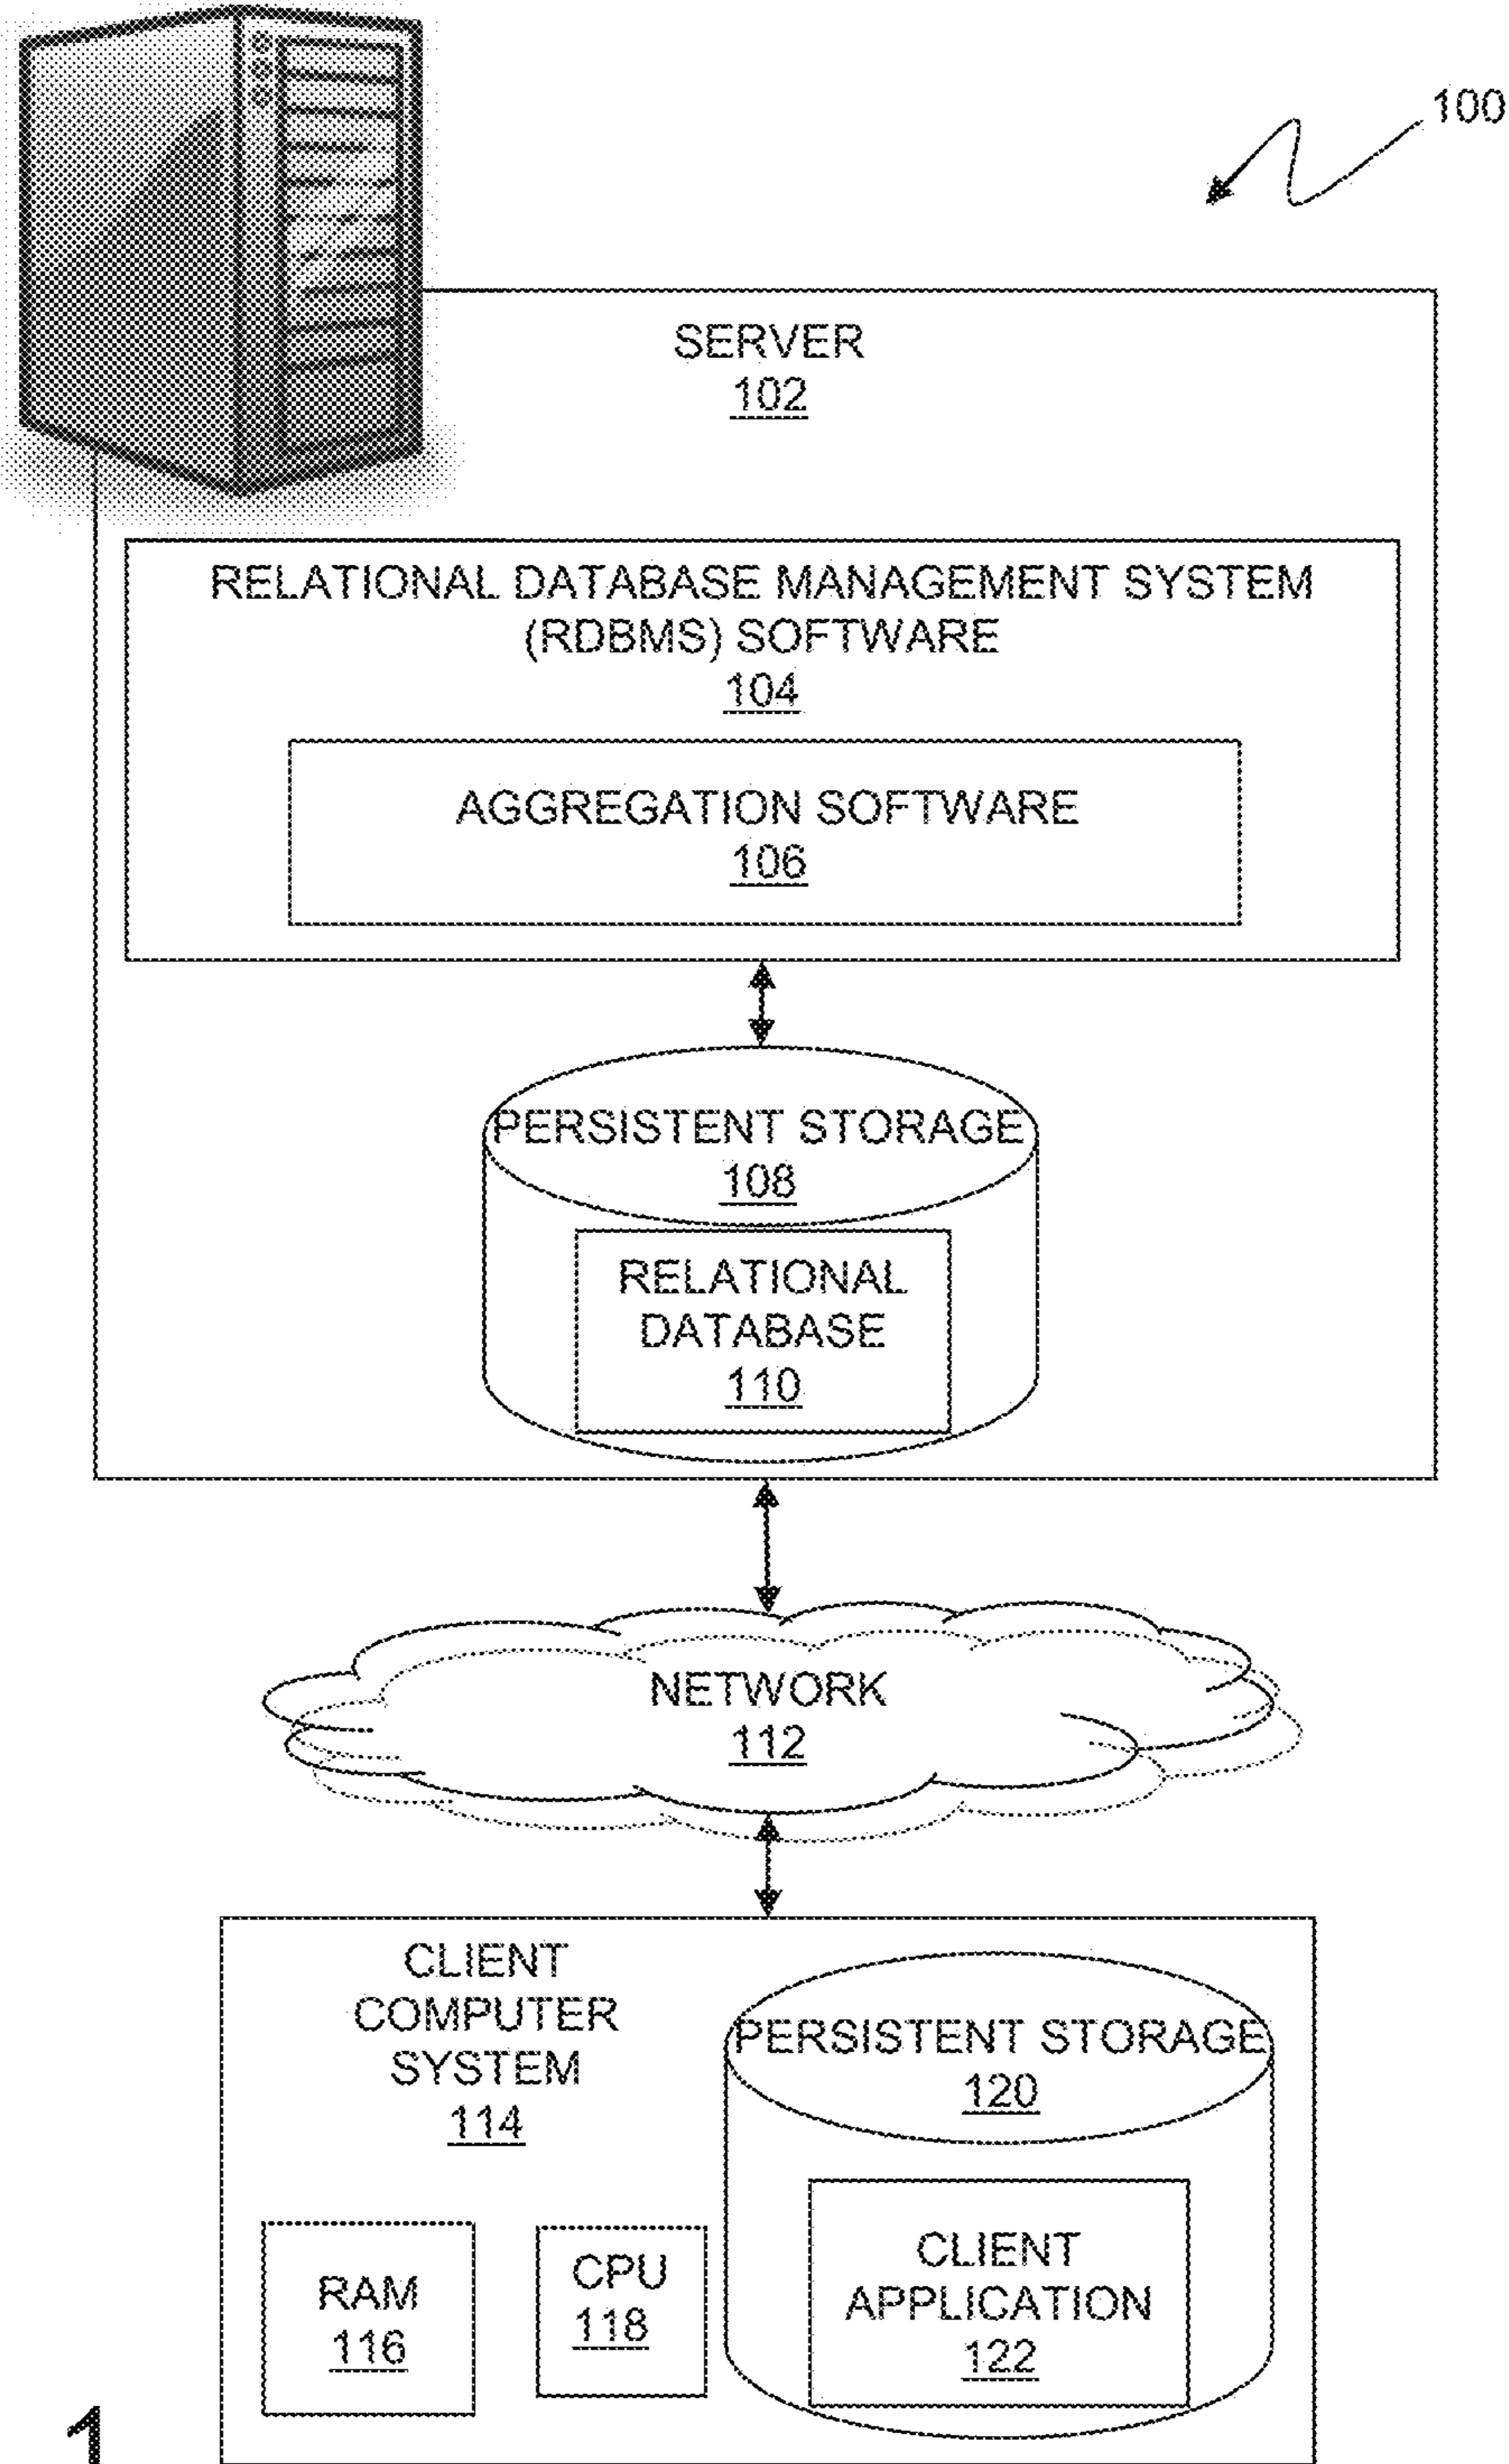 100
SERVER
102
RELATIONAL DATABASE MANAGEMENT SYSTEM
(RDBMS) SOFTWARE
104
AGGREGATION SOFTWARE
106
PERSISTENT STORAGE
108
RELATIONAL
DATABASE
110
NETWORK
112
CLIENT
COMPUTER
SYSTEM
114
PERSISTENT STORAGE
120
RAM
116
CPU
118
CLIENT
APPLICATION
122
1